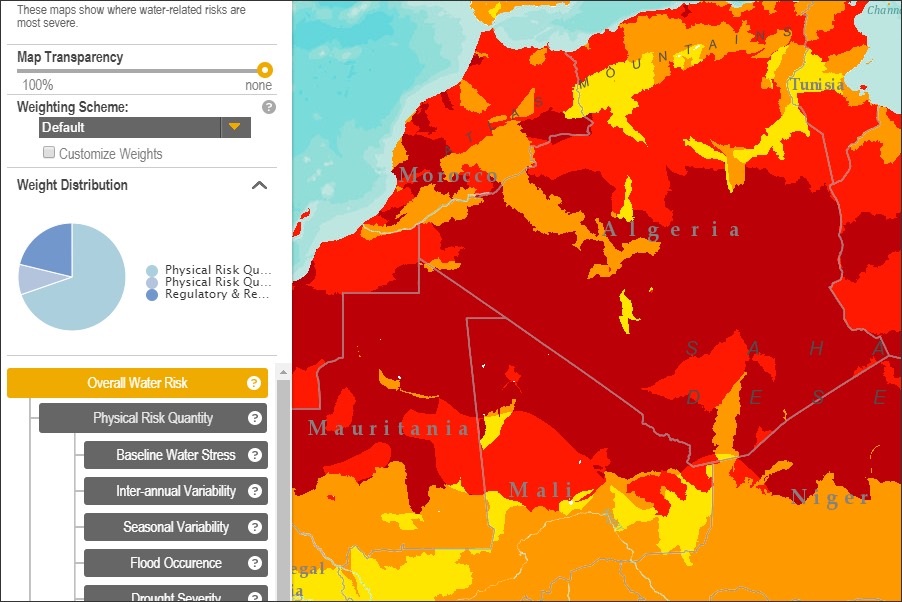 These maps show where water-related risks are
most severe.
Map Transparency
100% none
Weighting Scheme:
?
Default
Customize Weights
Weight Distribution
Physical Risk Qu...
Physical Risk Qu...
Regulatory & Re...
Overall Water Risk ?
Physical Risk Quantity ?
Baseline Water Stress ?
Inter-annual Variability ?
Seasonal Variability ?
Flood Occurence ?
Drought Severity ?
Channe
MOUNTAINS
Tunisia
Morocco
Algeria
SAHA
DESE
Mauritania
Mali
Niger
egal
ia